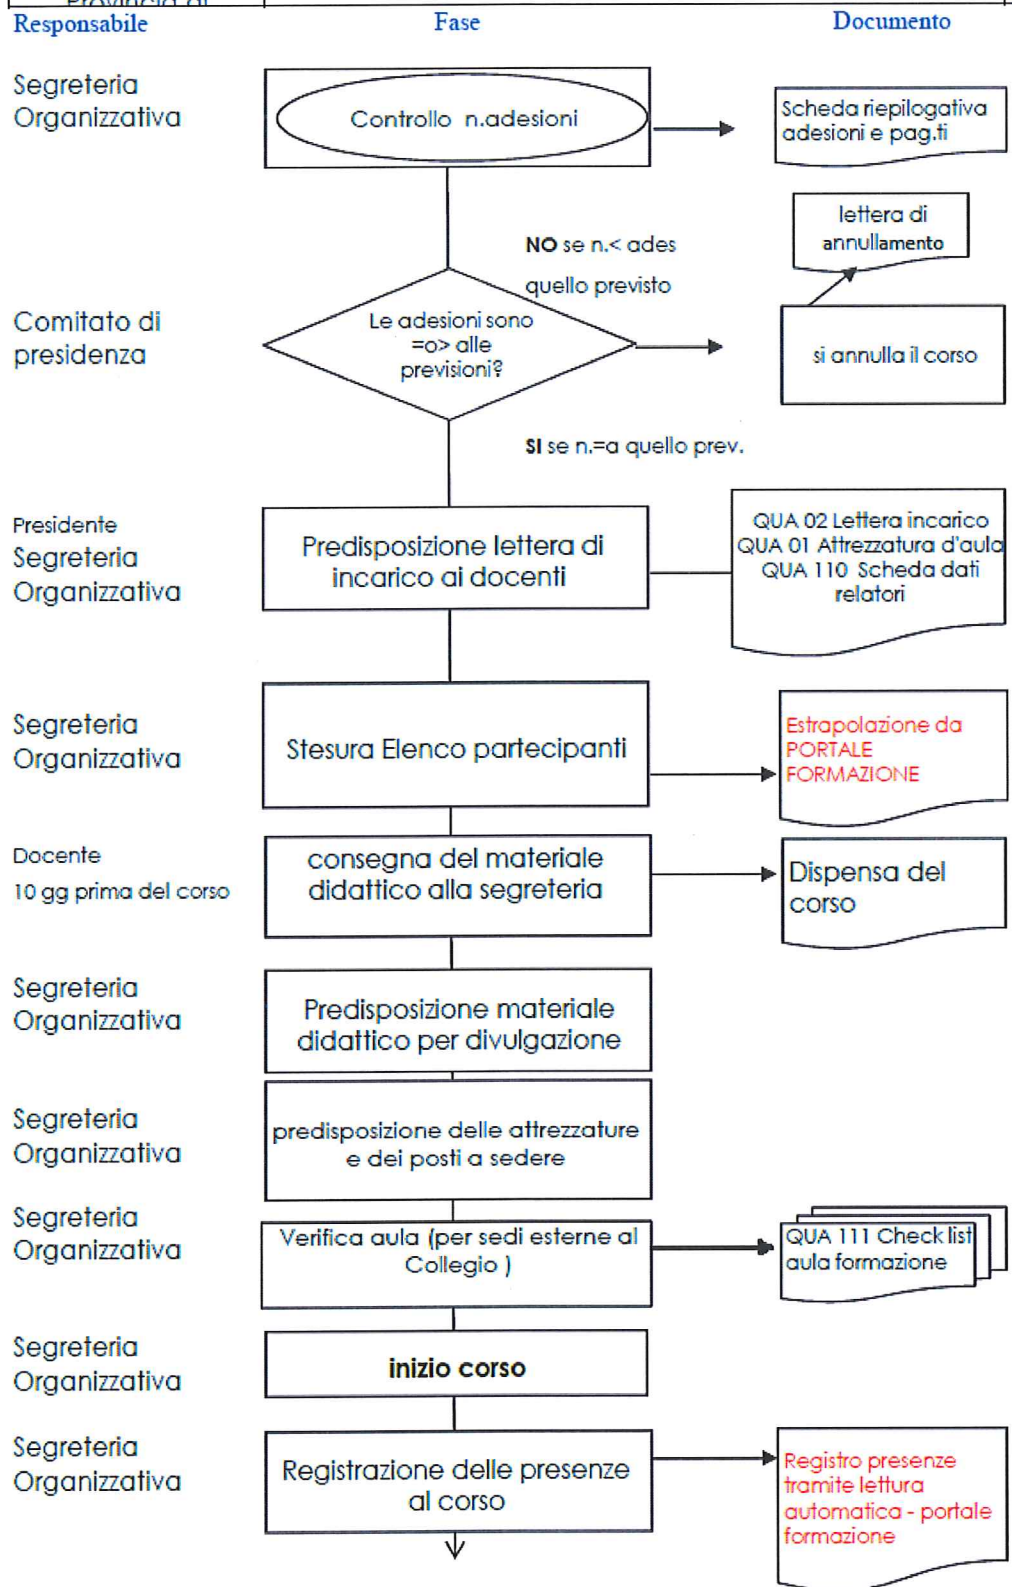 Provincia di
Responsabile Fase Documento
Segreteria
Organizzativa
Controllo n.adesioni
Scheda riepilogativa
adesioni e pag.ti
lettera di
annullamento
NO se n.< ades
quello previsto
Comitato di
presidenza
Le adesioni sono
=o> alle
previsioni?
si annulla il corso
SI se n.=a quello prev.
Presidente
Segreteria
Organizzativa
Predisposizione lettera di
incarico ai docenti
QUA 02 Lettera incarico
QUA 01 Attrezzatura d'aula
QUA 110 Scheda dati
relatori
Segreteria
Organizzativa
Stesura Elenco partecipanti
Estrapolazione da
PORTALE
FORMAZIONE
Docente
10 gg prima del corso
consegna del materiale
didattico alla segreteria
Dispensa del
corso
Segreteria
Organizzativa
Predisposizione materiale
didattico per divulgazione
Segreteria
Organizzativa
predisposizione delle attrezzature
e dei posti a sedere
Segreteria
Organizzativa
Verifica aula (per sedi esterne al
Collegio )
QUA 111 Check list
aula formazione
Segreteria
Organizzativa
inizio corso
Segreteria
Organizzativa
Registrazione delle presenze
al corso
Registro presenze
tramite lettura
automatica - portale
formazione